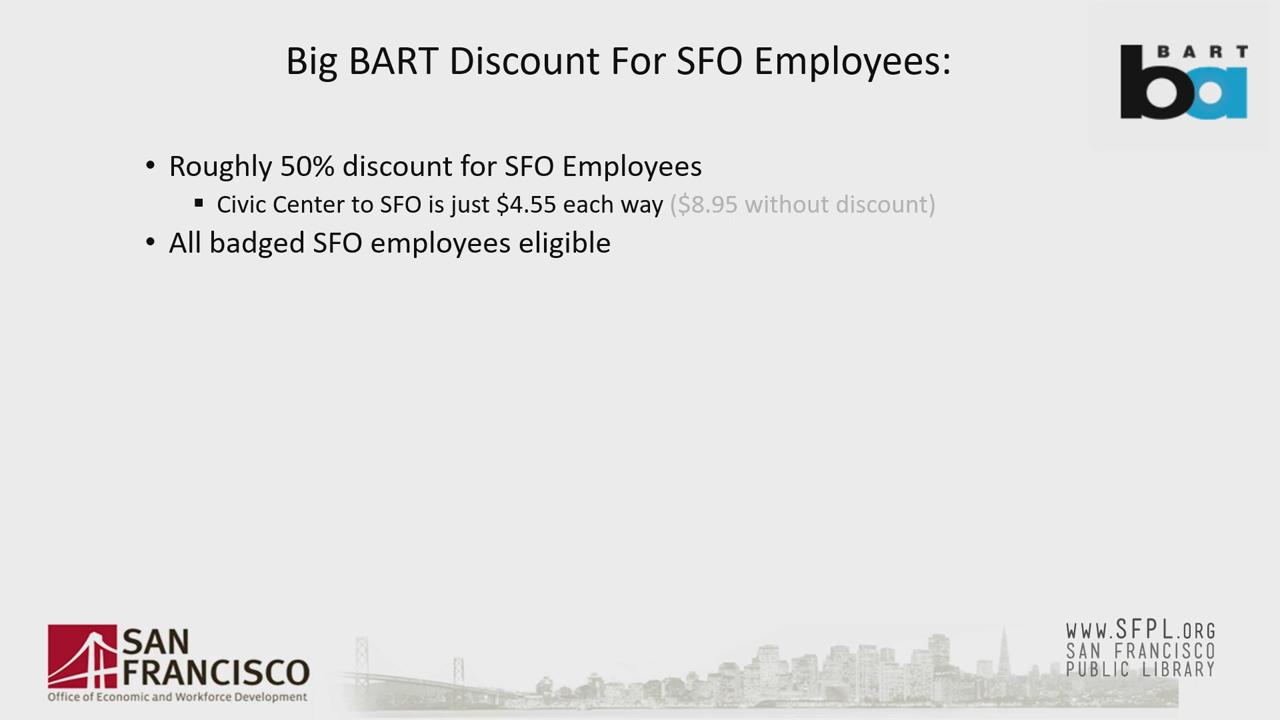 Big BART Discount For SFO Employees:
BART
ba
• Roughly 50% discount for SFO Employees
▪ Civic Center to SFO is just $4.55 each way ($8.95 without discount)
• All badged SFO employees eligible
SAN
FRANCISCO
Office of Economic and Workforce Development
WWW.SFPL.ORG
SAN FRANCISCO
PUBLIC LIBRARY